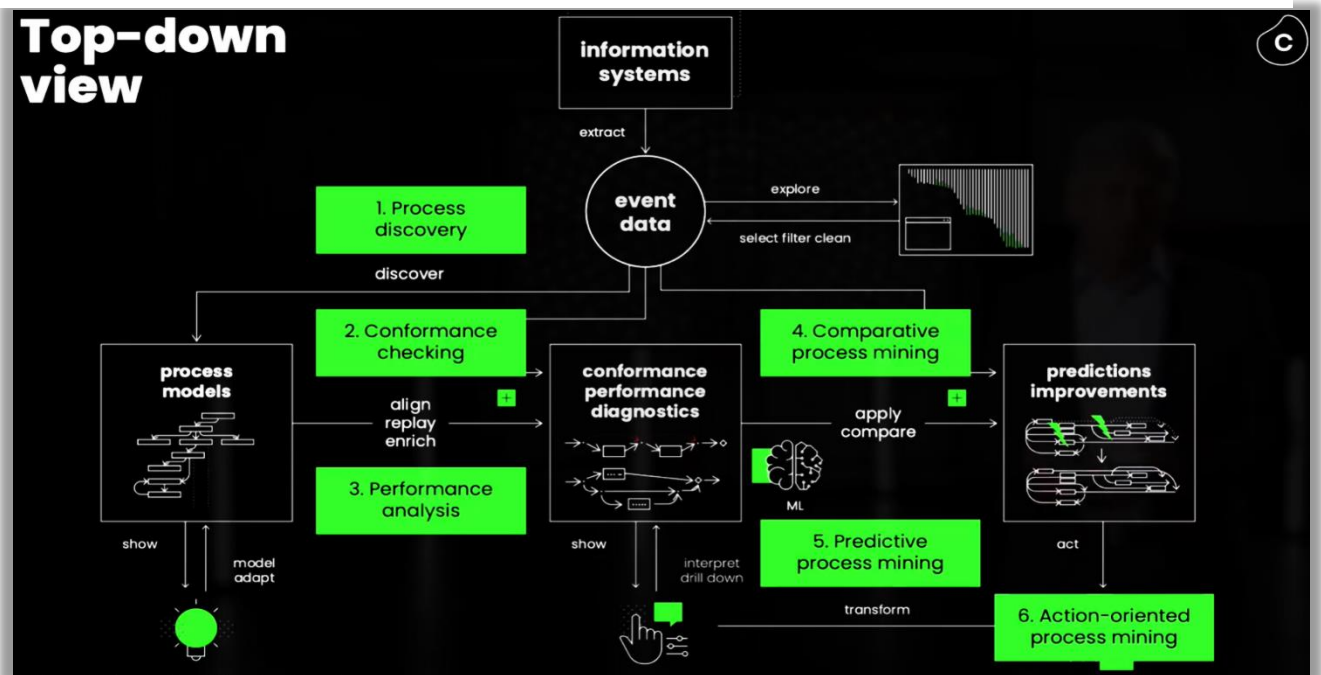 Top-down
view
C
information
systems
extract
event
data
explore
select filter clean
1. Process
discovery
discover
2. Conformance
checking
4. Comparative
process mining
process
models
align
replay
enrich
+
conformance
performance
diagnostics
apply
compare
+
predictions
improvements
ML
3. Performance
analysis
5. Predictive
process mining
show
model
adapt
show
interpret
drill down
act
transform
6. Action-oriented
process mining